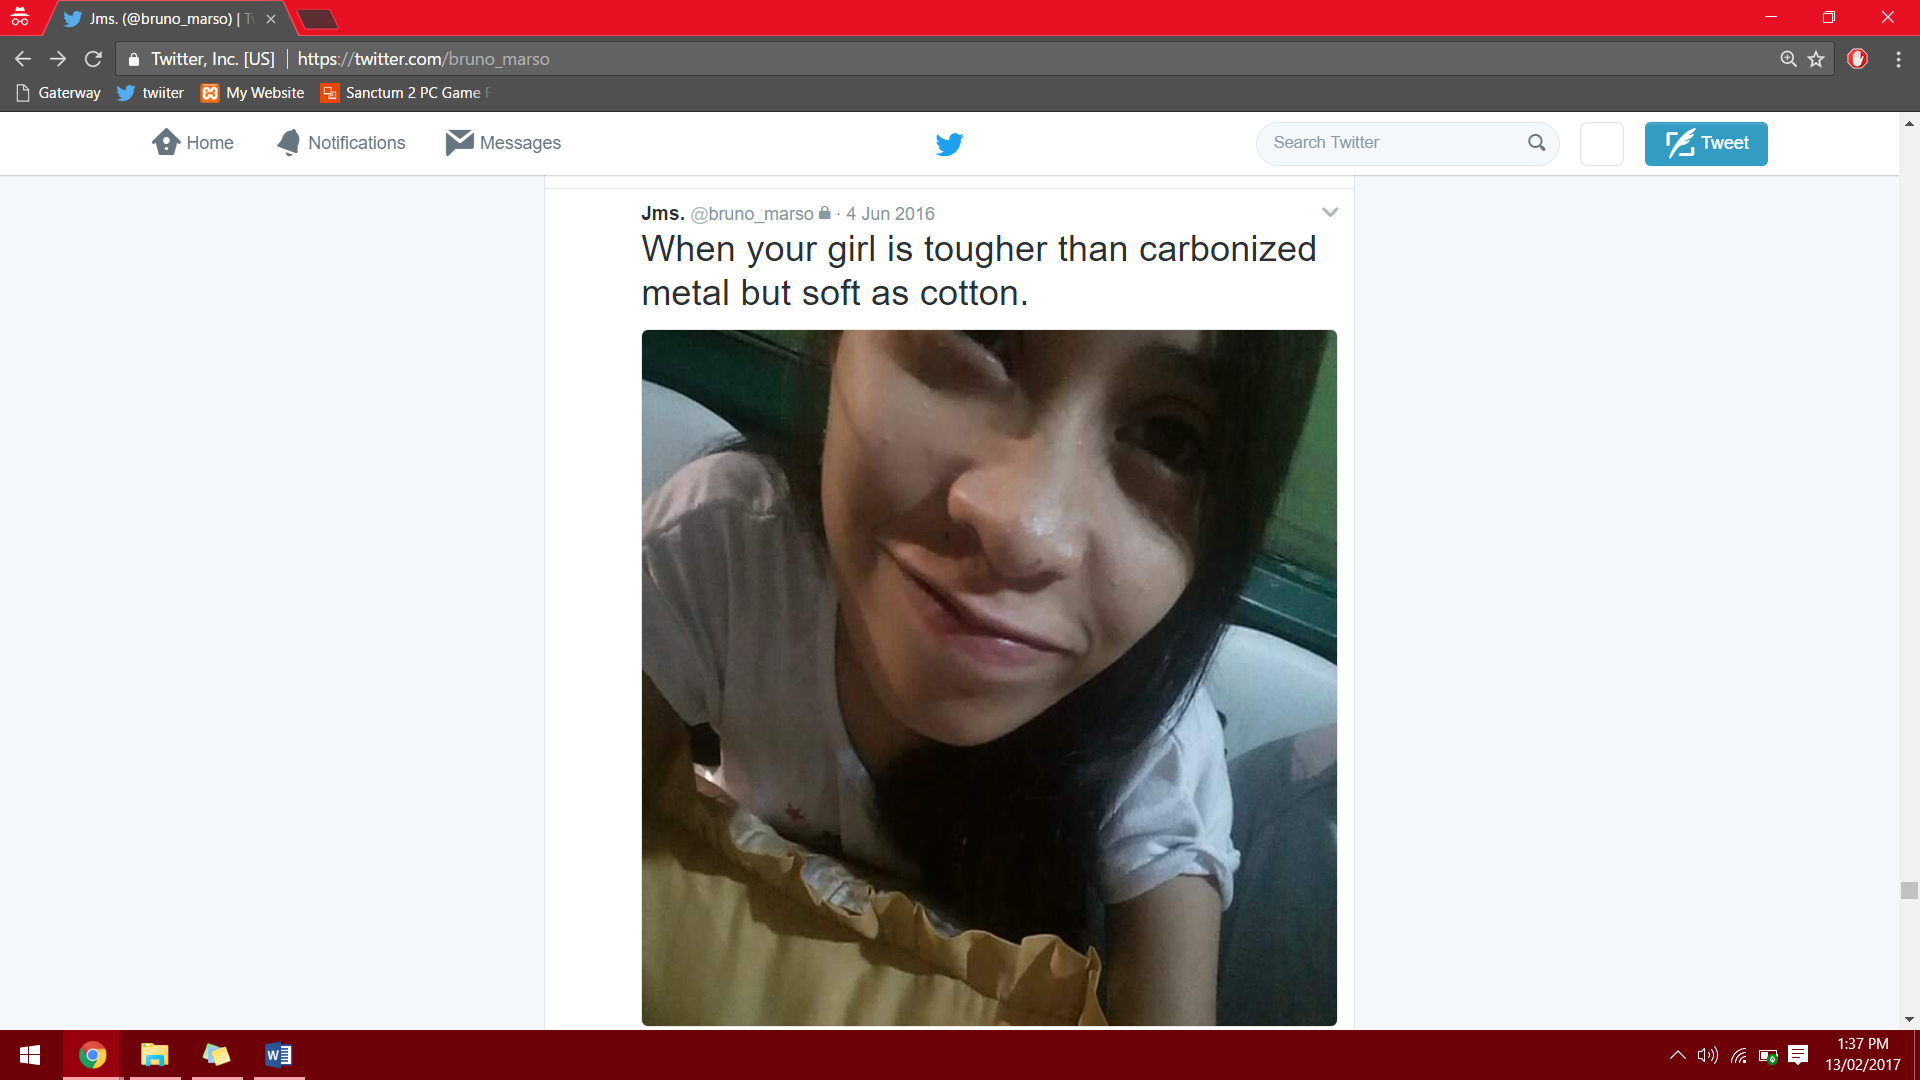 Jms. (@bruno_marso) |
Twitter, Inc. [US] https://twitter.com/bruno_marso
Gaterway twiiter My Website Sanctum 2 PC Game
Home Notifications Messages Search Twitter Tweet
Jms. @bruno_marso · 4 Jun 2016
When your girl is tougher than carbonized
metal but soft as cotton.
1:37 PM
13/02/2017